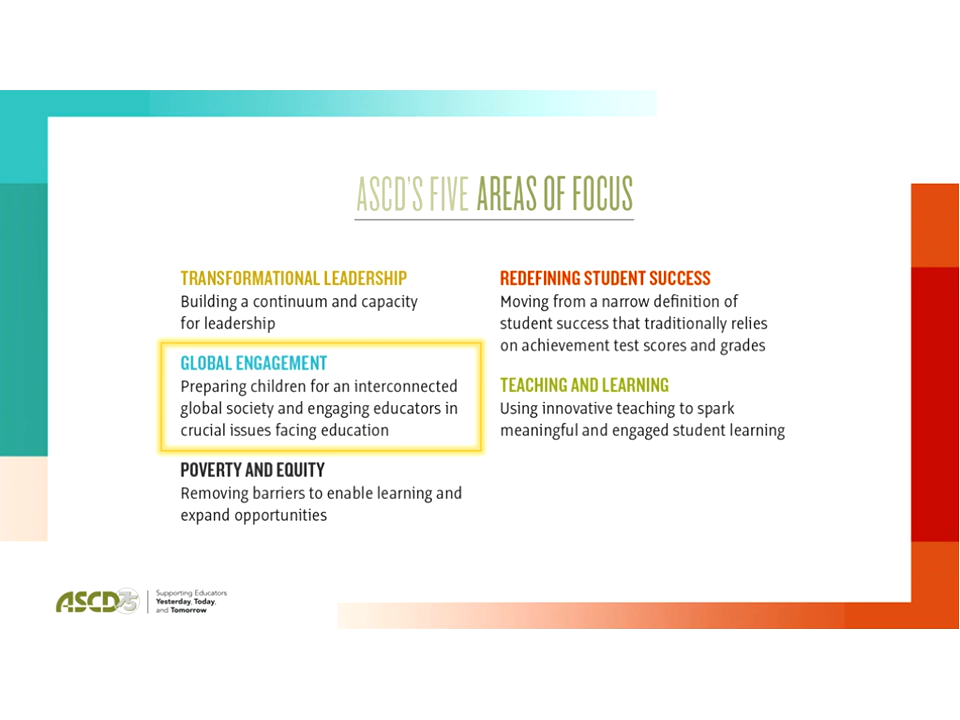 ASCD'S FIVE AREAS OF FOCUS
TRANSFORMATIONAL LEADERSHIP
Building a continuum and capacity
for leadership
GLOBAL ENGAGEMENT
Preparing children for an interconnected
global society and engaging educators in
crucial issues facing education
POVERTY AND EQUITY
Removing barriers to enable learning and
expand opportunities
REDEFINING STUDENT SUCCESS
Moving from a narrow definition of
student success that traditionally relies
on achievement test scores and grades
TEACHING AND LEARNING
Using innovative teaching to spark
meaningful and engaged student learning
ASCD 75
Supporting Educators
Yesterday, Today,
and Tomorrow